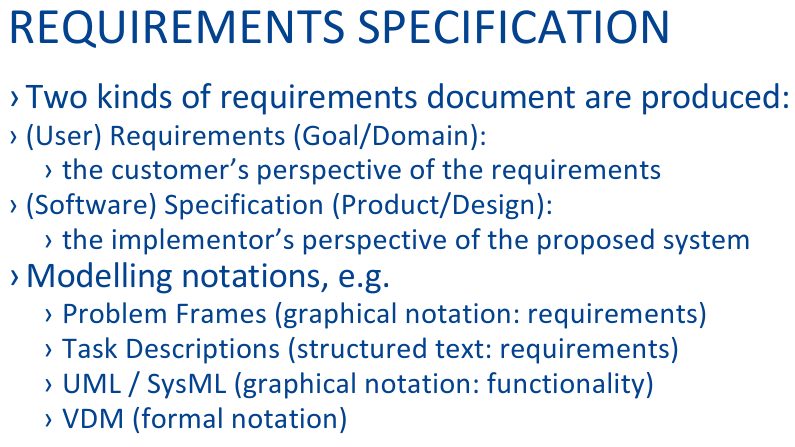 REQUIREMENTS SPECIFICATION
› Two kinds of requirements document are produced:
› (User) Requirements (Goal/Domain):
› the customer’s perspective of the requirements
› (Software) Specification (Product/Design):
› the implementor’s perspective of the proposed system
› Modelling notations, e.g.
› Problem Frames (graphical notation: requirements)
› Task Descriptions (structured text: requirements)
› UML / SysML (graphical notation: functionality)
› VDM (formal notation)